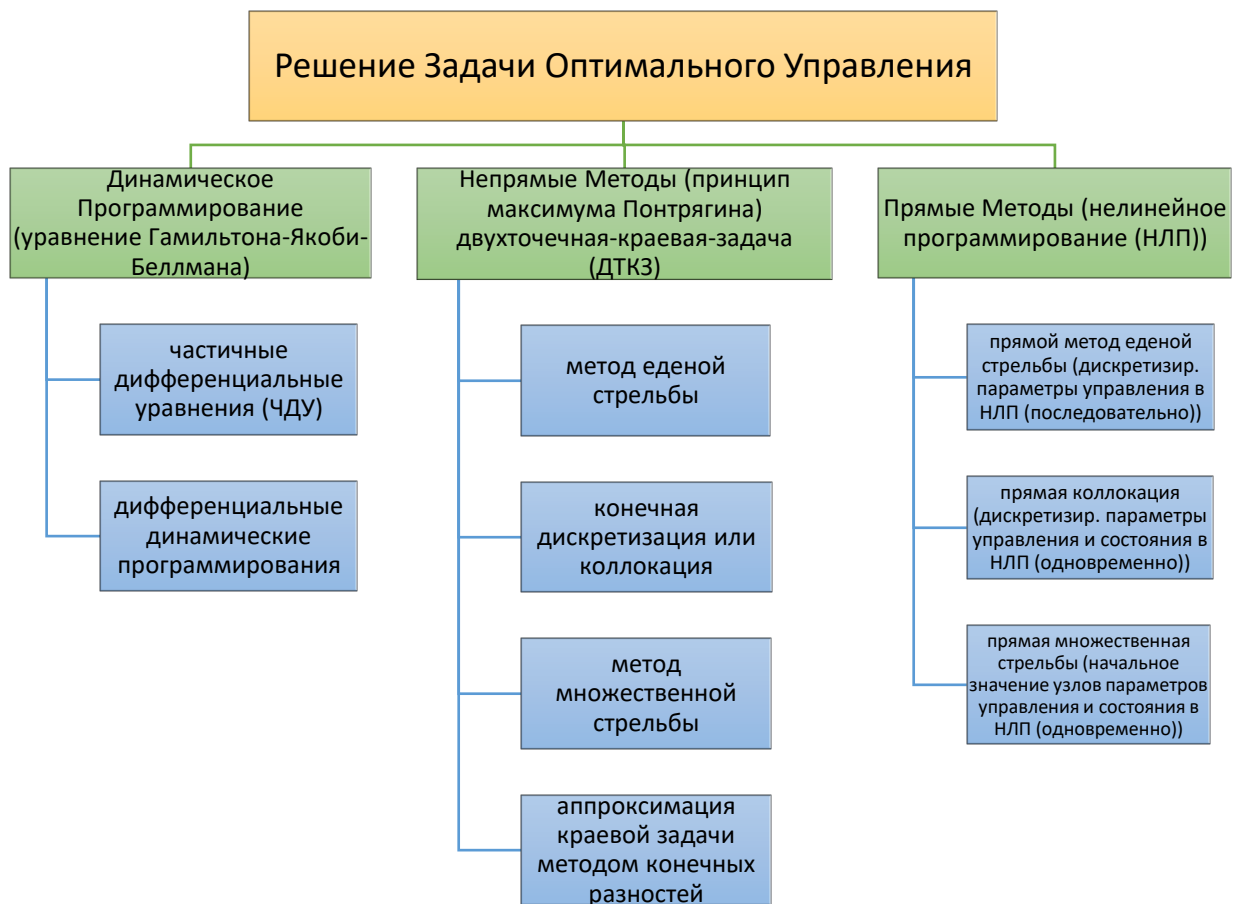 Решение Задачи Оптимального Управления
Динамическое
Программирование
(уравнение Гамильтона-Якоби-
Беллмана)
частичные
дифференциальные
уравнения (ЧДУ)
дифференциальные
динамические
программирования
Непрямые Методы (принцип
максимума Понтрягина)
двухточечная-краевая-задача
(ДТКЗ)
метод еденой
стрельбы
конечная
дискретизация или
коллокация
метод
множественной
стрельбы
аппроксимация
краевой задачи
методом конечных
разностей
Прямые Методы (нелинейное
программирование (НЛП))
прямой метод еденой
стрельбы (дискретизир.
параметры управления в
НЛП (последовательно))
прямая коллокация
(дискретизир. параметры
управления и состояния в
НЛП (одновременно))
прямая множественная
стрельбы (начальное
значение узлов параметров
управления и состояния в
НЛП (одновременно))